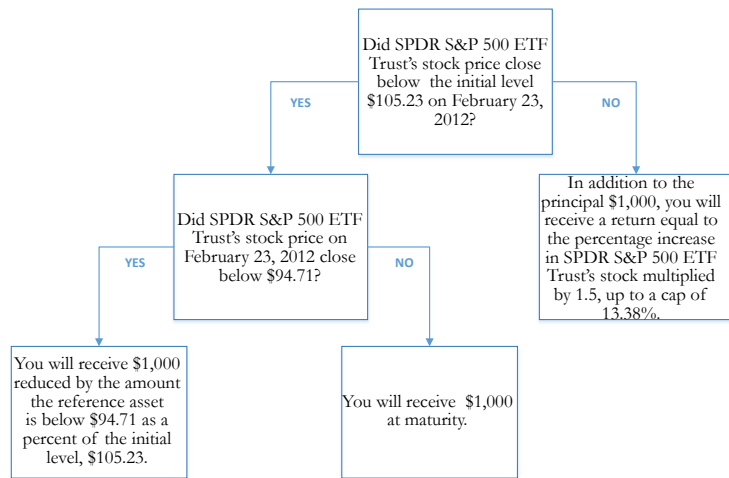 Did SPDR S&P 500 ETF
Trust's stock price close
below the initial level
$105.23 on February 23,
2012?
YES
NO
Did SPDR S&P 500 ETF
Trust's stock price on
February 23, 2012 close
below $94.71?
In addition to the
principal $1,000, you will
receive a return equal to
the percentage increase
in SPDR S&P 500 ETF
Trust's stock multiplied
by 1.5, up to a cap of
13.38%.
YES
NO
You will receive $1,000
reduced by the amount
the reference asset
is below $94.71 as a
percent of the initial
level, $105.23.
You will receive $1,000
at maturity.